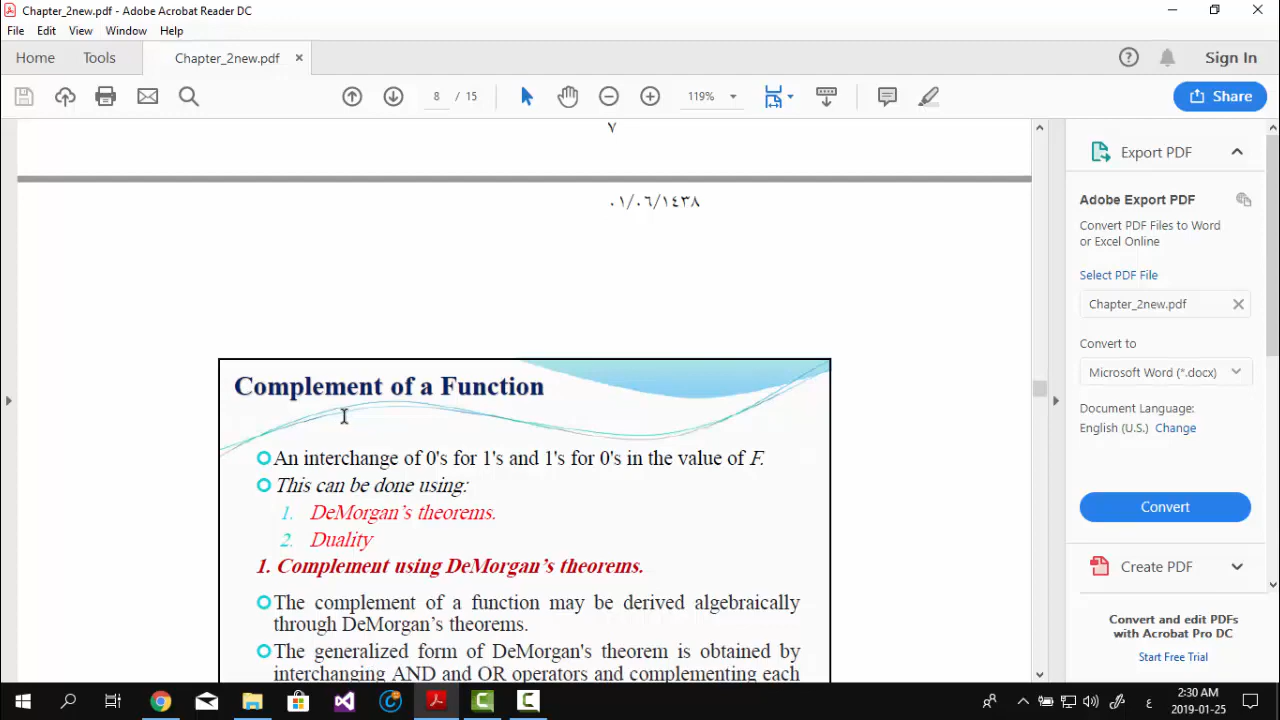 Chapter_2new.pdf - Adobe Acrobat Reader DC
File Edit View Window Help
Home Tools Chapter_2new.pdf × Sign In
8 / 15 119% Share
٧
٠١/٠٦/١٤٣٨
Complement of a Function
An interchange of 0's for 1's and 1's for 0's in the value of F.
This can be done using:
1. DeMorgan's theorems.
2. Duality
1. Complement using DeMorgan's theorems.
The complement of a function may be derived algebraically
through DeMorgan's theorems.
The generalized form of DeMorgan's theorem is obtained by
interchanging AND and OR operators and complementing each
Export PDF
Adobe Export PDF
Convert PDF Files to Word
or Excel Online
Select PDF File
Chapter_2new.pdf
Convert to
Microsoft Word (*.docx)
Document Language:
English (U.S.) Change
Convert
Create PDF
Convert and edit PDFs
with Acrobat Pro DC
Start Free Trial
ع 2:30 AM
2019-01-25